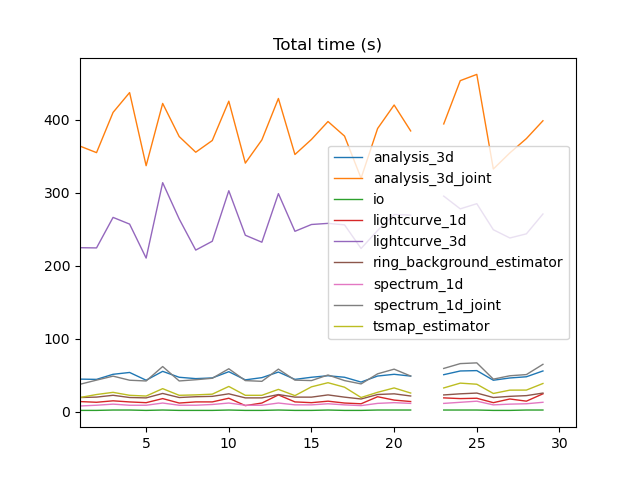 Total time (s)
400
300
200
100
0
analysis_3d
analysis_3d_joint
io
lightcurve_1d
lightcurve_3d
ring_background_estimator
spectrum_1d
spectrum_1d_joint
tsmap_estimator
5 10 15 20 25 30